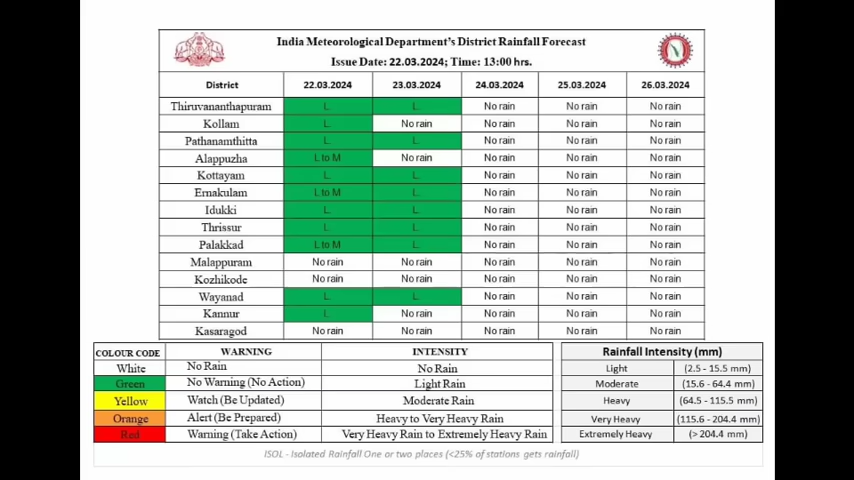 India Meteorological Department's District Rainfall Forecast
Issue Date: 22.03.2024; Time: 13:00 hrs.
District 22.03.2024 23.03.2024 24.03.2024 25.03.2024 26.03.2024
Thiruvananthapuram L. L. No rain No rain No rain
Kollam L. No rain No rain No rain No rain
Pathanamthitta L. L. No rain No rain No rain
Alappuzha L to M No rain No rain No rain No rain
Kottayam L. L. No rain No rain No rain
Ernakulam L to M L. No rain No rain No rain
Idukki L. L. No rain No rain No rain
Thrissur L. L. No rain No rain No rain
Palakkad L to M L. No rain No rain No rain
Malappuram No rain No rain No rain No rain No rain
Kozhikode No rain No rain No rain No rain No rain
Wayanad L. L. No rain No rain No rain
Kannur L. No rain No rain No rain No rain
Kasaragod No rain No rain No rain No rain No rain
COLOUR CODE WARNING INTENSITY
White No Rain No Rain
Green No Warning (No Action) Light Rain
Yellow Watch (Be Updated) Moderate Rain
Orange Alert (Be Prepared) Heavy to Very Heavy Rain
Red Warning (Take Action) Very Heavy Rain to Extremely Heavy Rain
Rainfall Intensity (mm)
Light (2.5 - 15.5 mm)
Moderate (15.6 - 64.4 mm)
Heavy (64.5 - 115.5 mm)
Very Heavy (115.6 - 204.4 mm)
Extremely Heavy (> 204.4 mm)
ISOL - Isolated Rainfall One or two places (<25% of stations gets rainfall)